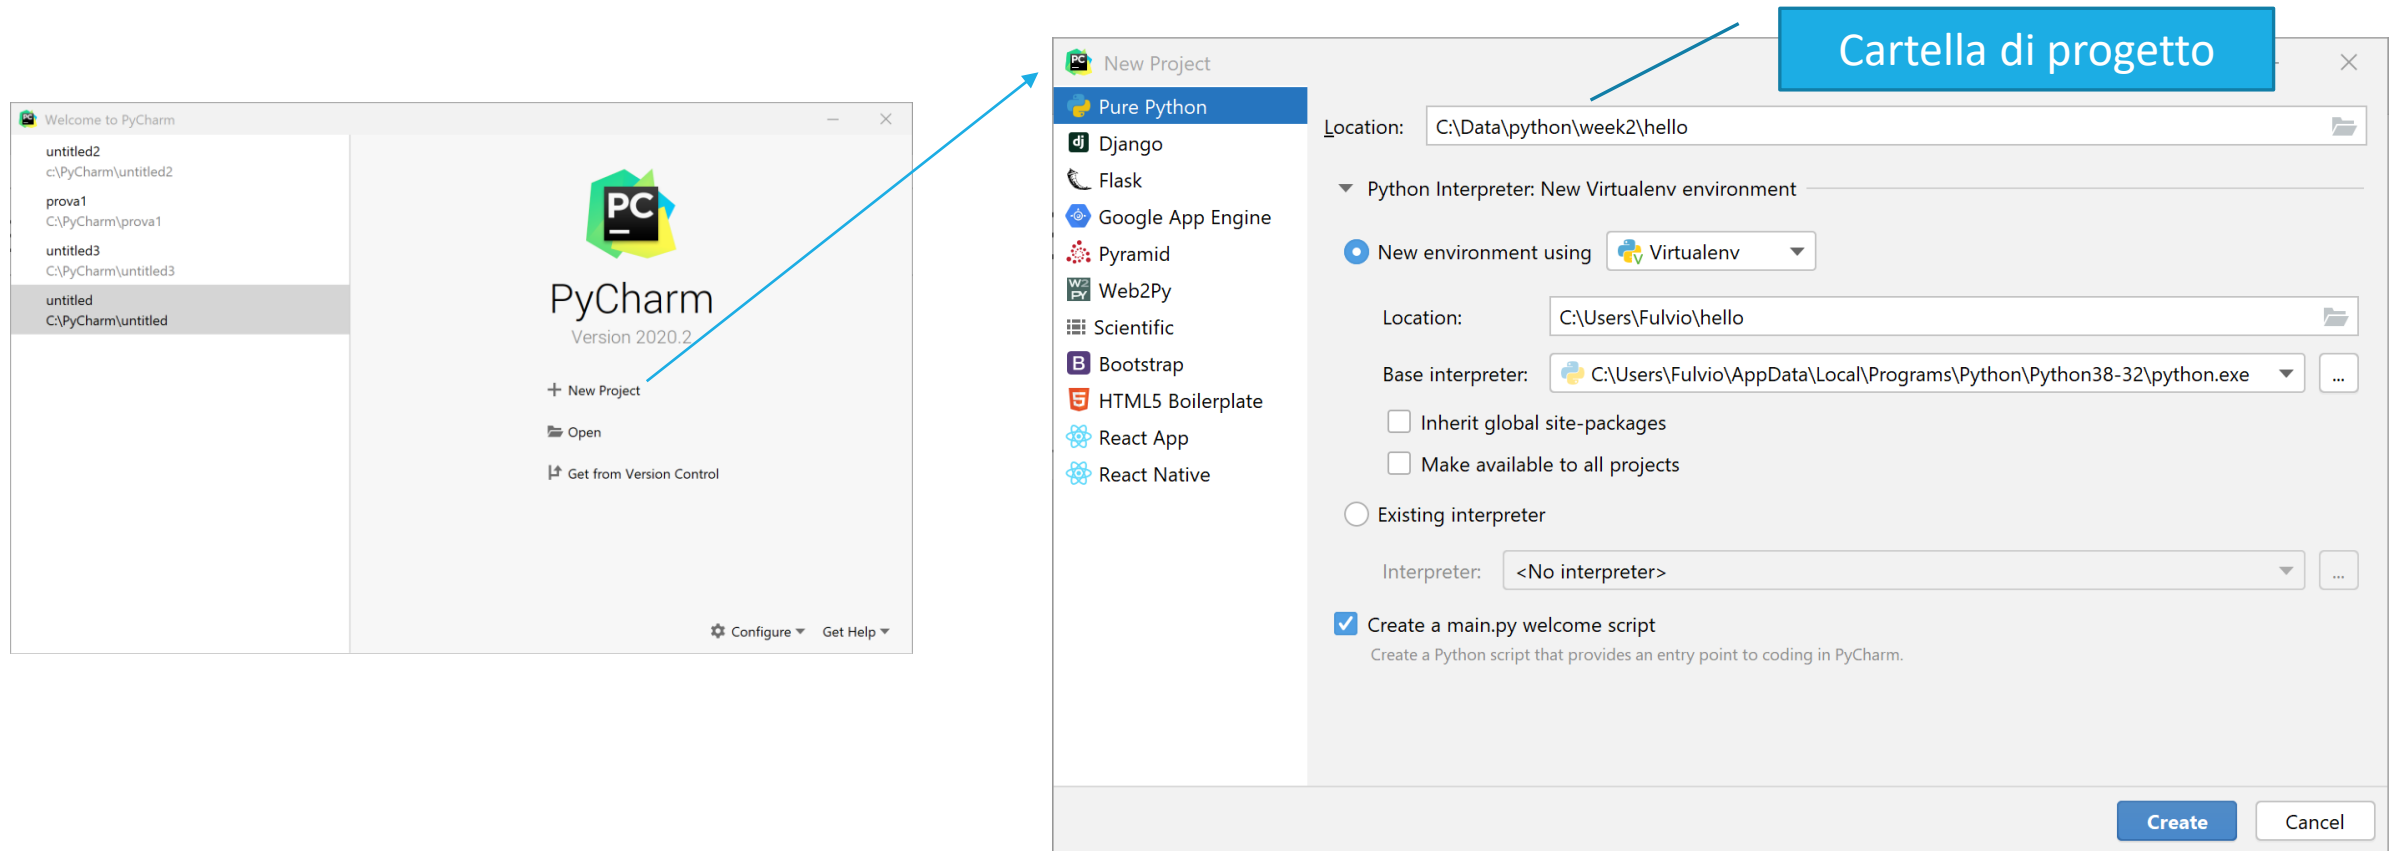 Welcome to PyCharm
untitled2
c:\PyCharm\untitled2
prova1
C:\PyCharm\prova1
untitled3
C:\PyCharm\untitled3
untitled
C:\PyCharm\untitled
PC
PyCharm
Version 2020.2
New Project
Open
Get from Version Control
Configure
Get Help
Cartella di progetto
PC
New Project
Pure Python
dj Django
Flask
Google App Engine
Pyramid
W2 PY Web2Py
Scientific
B Bootstrap
5 HTML5 Boilerplate
React App
React Native
Location: C:\Data\python\week2\hello
Python Interpreter: New Virtualenv environment
New environment using V Virtualenv
Location: C:\Users\Fulvio\hello
Base interpreter: C:\Users\Fulvio\AppData\Local\Programs\Python\Python38-32\python.exe ...
Inherit global site-packages
Make available to all projects
Existing interpreter
Interpreter: <No interpreter> ...
Create a main.py welcome script
Create a Python script that provides an entry point to coding in PyCharm.
Create Cancel